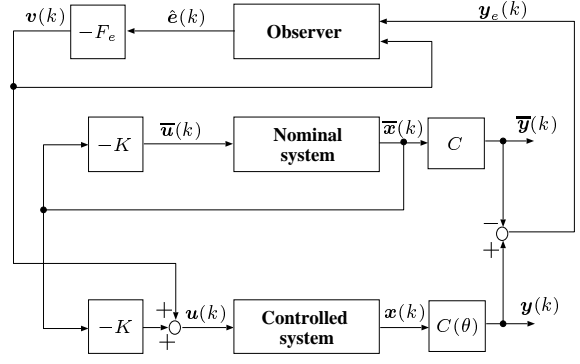 v(k) −F_e ê(k) Observer y_e(k)
−K u̅(k) Nominal system x̅(k) C y̅(k)
−
+
−K + + u(k) Controlled system x(k) C(θ) y(k)